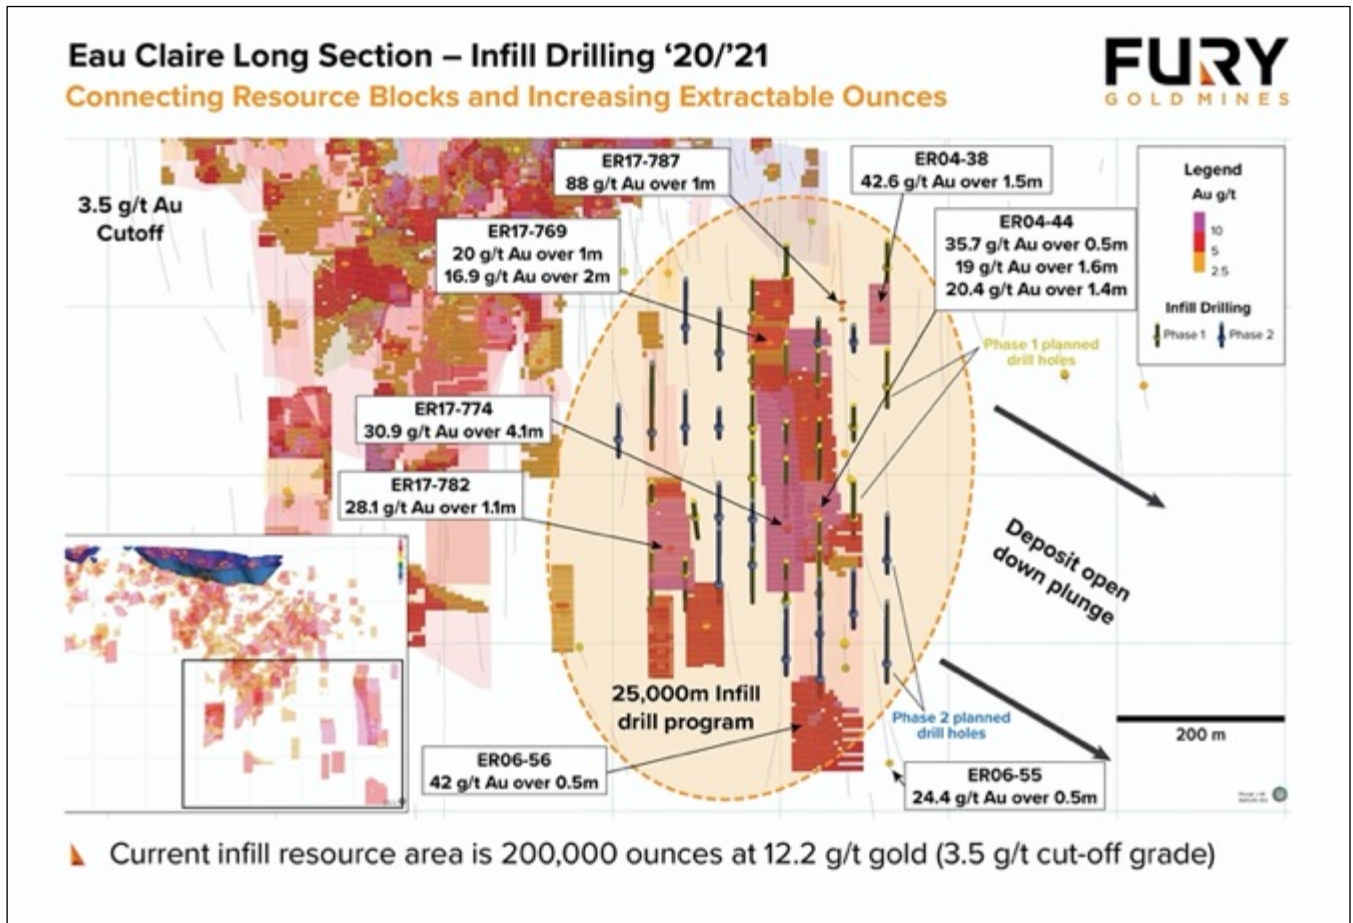 Eau Claire Long Section – Infill Drilling ‘20/’21
Connecting Resource Blocks and Increasing Extractable Ounces
FURY
GOLD MINES
3.5 g/t Au
Cutoff
ER17-787
88 g/t Au over 1m
ER04-38
42.6 g/t Au over 1.5m
ER17-769
20 g/t Au over 1m
16.9 g/t Au over 2m
ER04-44
35.7 g/t Au over 0.5m
19 g/t Au over 1.6m
20.4 g/t Au over 1.4m
Legend
Au g/t
10
5
2.5
Infill Drilling
Phase 1
Phase 2
Phase 1 planned
drill holes
ER17-774
30.9 g/t Au over 4.1m
ER17-782
28.1 g/t Au over 1.1m
Deposit open
down plunge
25,000m Infill
drill program
Phase 2 planned
drill holes
200 m
ER06-56
42 g/t Au over 0.5m
ER06-55
24.4 g/t Au over 0.5m
Current infill resource area is 200,000 ounces at 12.2 g/t gold (3.5 g/t cut-off grade)